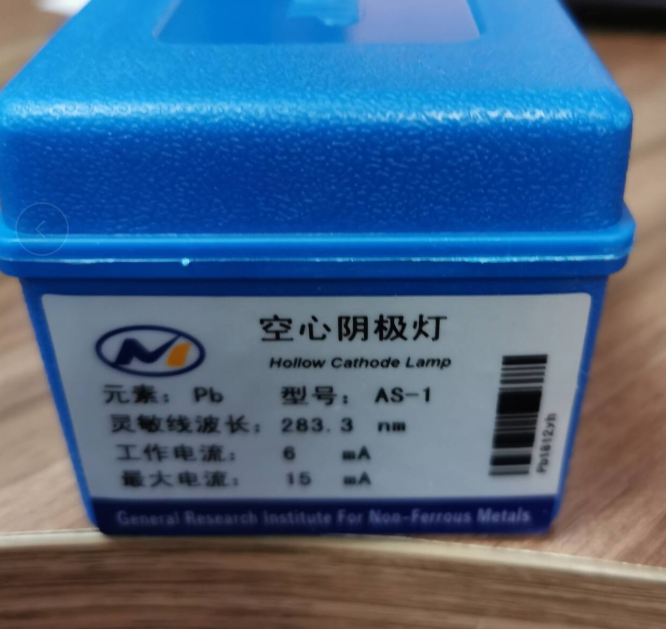 空心阴极灯
Hollow Cathode Lamp
元素: Pb 型号: AS-1
灵敏线波长: 283.3 nm
工作电流: 6 mA
最大电流: 15 mA
Pb1812yh
General Research Institute For Non-Ferrous Metals